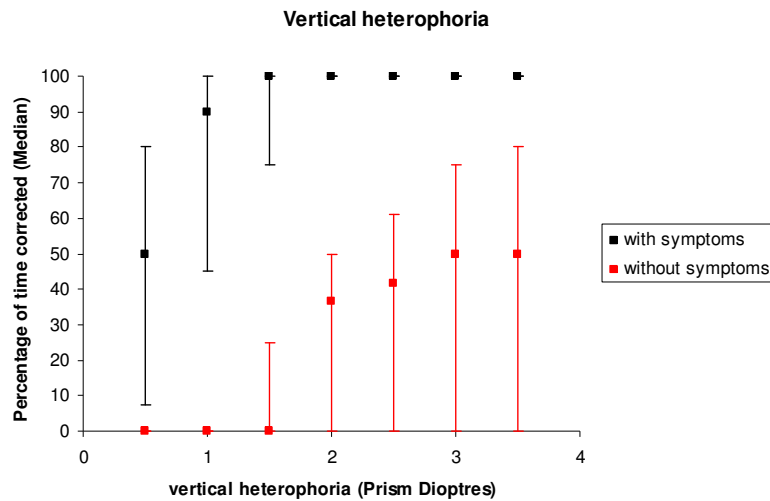 Vertical heterophoria
Percentage of time corrected (Median)
100
90
80
70
60
50
40
30
20
10
0
0 1 2 3 4
vertical heterophoria (Prism Dioptres)
with symptoms
without symptoms